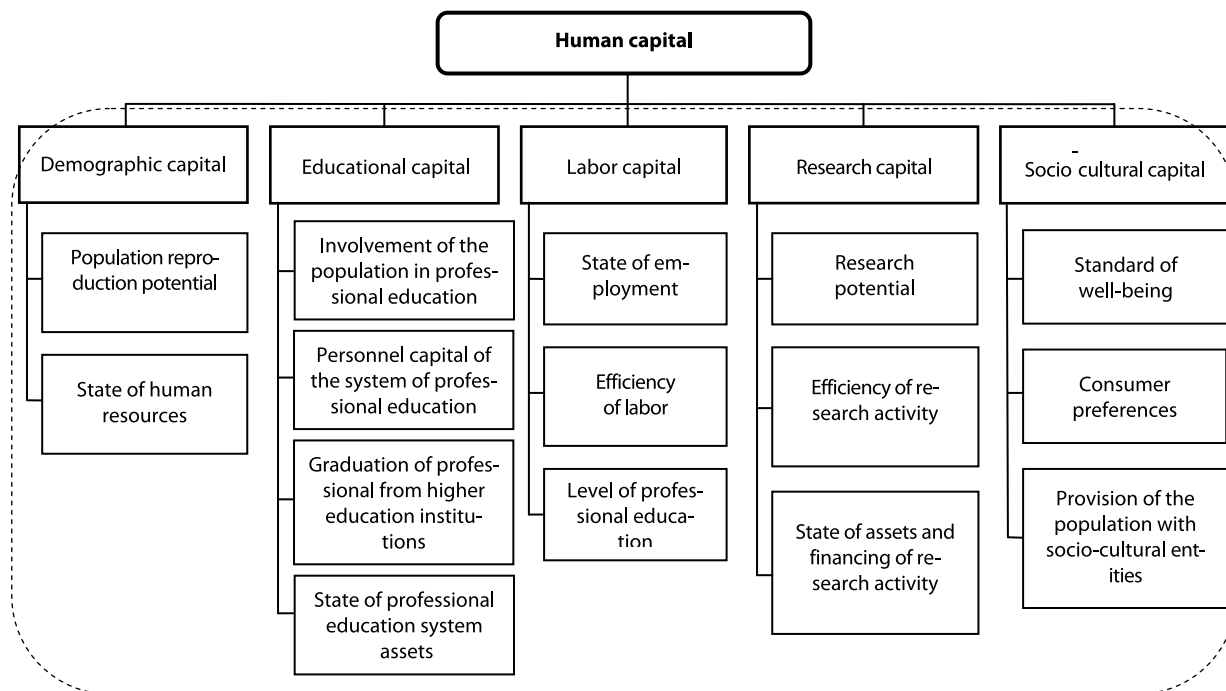 Human capital
Demographic capital
Population repro-
duction potential
State of human
resources
Educational capital
Involvement of the
population in profes-
sional education
Personnel capital of
the system of profes-
sional education
Graduation of profes-
sional from higher
education institu-
tions
State of professional
education system
assets
Labor capital
State of em-
ployment
Efficiency
of labor
Level of profes-
sional educa-
tion
Research capital
Research
potential
Efficiency of re-
search activity
State of assets and
financing of re-
search activity
Socio-cultural capital
Standard of
well-being
Consumer
preferences
Provision of the
population with
socio-cultural ent-
ities